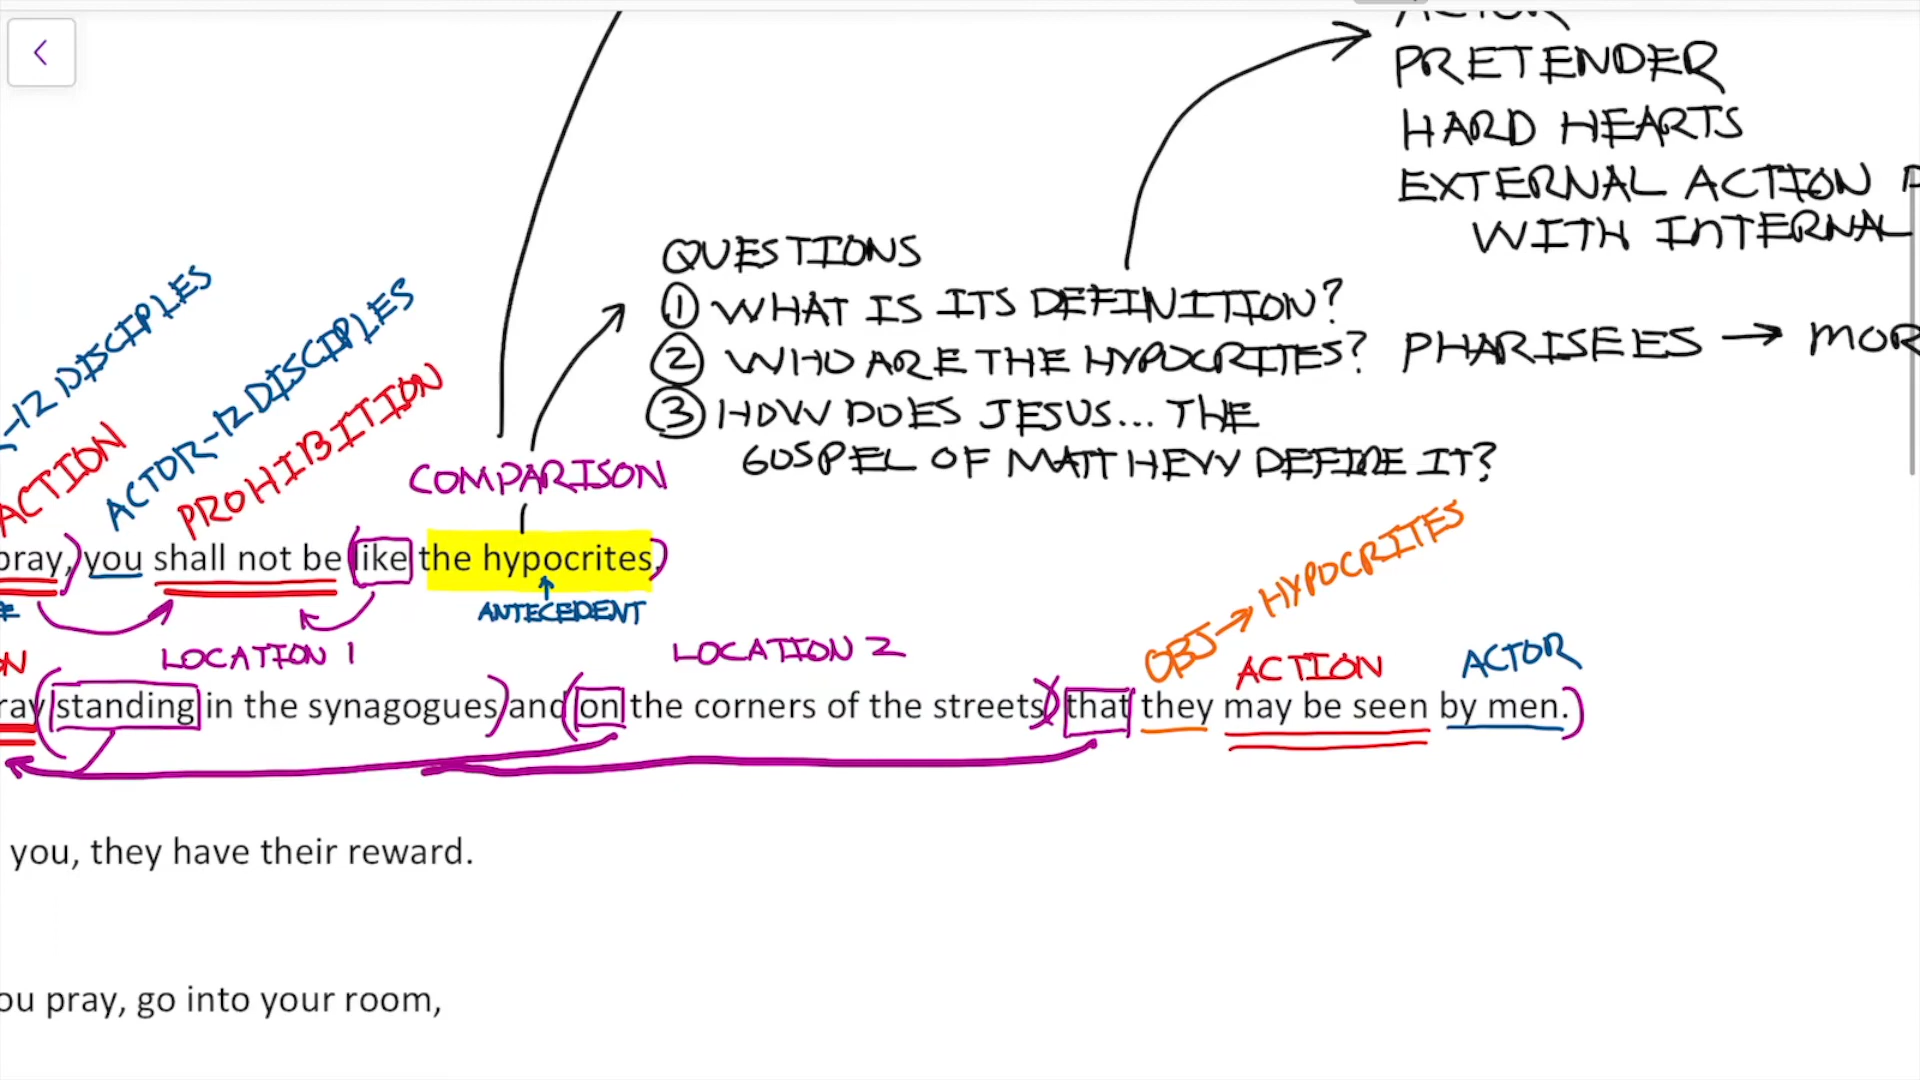 ACTOR
PRETENDER
HARD HEARTS
EXTERNAL ACTION
WITH INTERNAL
QUESTIONS
① WHAT IS ITS DEFINITION?
② WHO ARE THE HYPOCRITES? PHARISEES → MOR
③ HOW DOES JESUS... THE
GOSPEL OF MATTHEW DEFINE IT?
-12 DISCIPLES
ACTION
ACTOR-12 DISCIPLES
PROHIBITION
COMPARISON
pray, you shall not be like the hypocrites,
ANTECEDENT
OBJ → HYPOCRITES
LOCATION 1
LOCATION 2
ACTION
ACTOR
ray standing in the synagogues and on the corners of the streets that they may be seen by men.
you, they have their reward.
ou pray, go into your room,